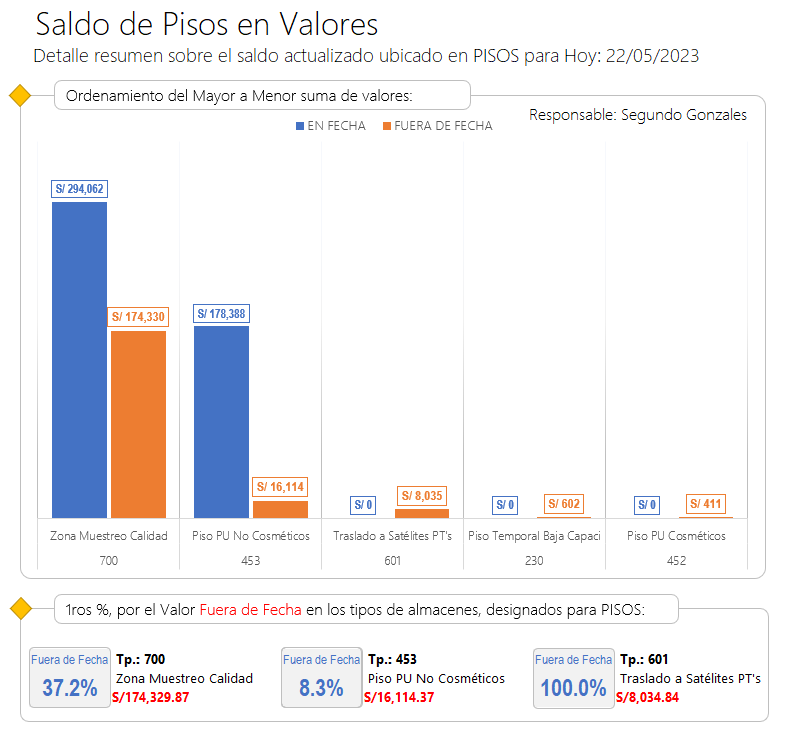 Saldo de Pisos en Valores
Detalle resumen sobre el saldo actualizado ubicado en PISOS para Hoy: 22/05/2023
Ordenamiento del Mayor a Menor suma de valores:
Responsable: Segundo Gonzales
EN FECHA FUERA DE FECHA
S/ 294,062
S/ 174,330
S/ 178,388
S/ 16,114
S/ 0
S/ 8,035
S/ 0
S/ 602
S/ 0
S/ 411
Zona Muestreo Calidad Piso PU No Cosméticos Traslado a Satélites PT's Piso Temporal Baja Capaci Piso PU Cosméticos
700 453 601 230 452
1ros %, por el Valor Fuera de Fecha en los tipos de almacenes, designados para PISOS:
Fuera de Fecha
37.2%
Tp.: 700
Zona Muestreo Calidad
S/174,329.87
Fuera de Fecha
8.3%
Tp.: 453
Piso PU No Cosméticos
S/16,114.37
Fuera de Fecha
100.0%
Tp.: 601
Traslado a Satélites PT's
S/8,034.84